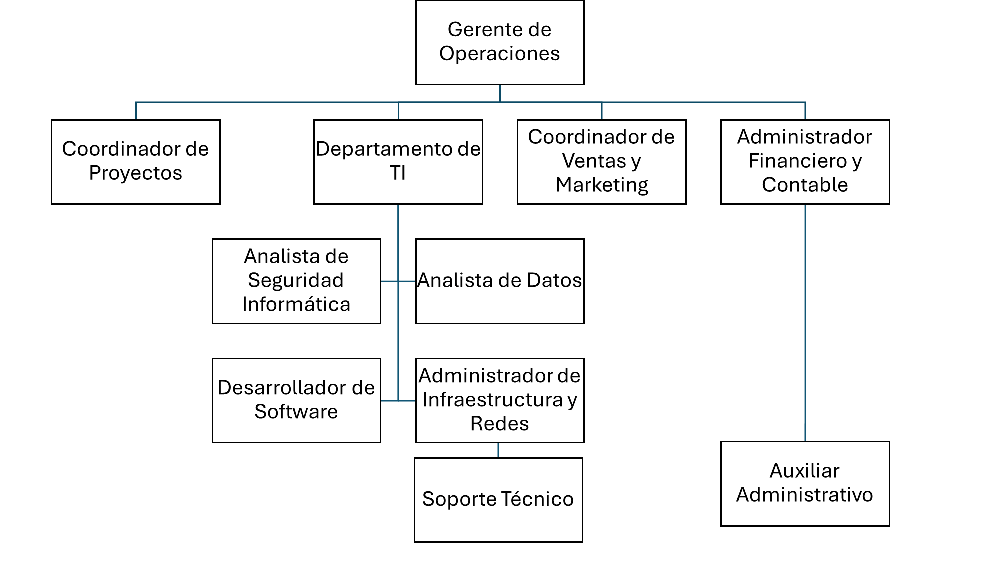 Gerente de
Operaciones
Coordinador de
Proyectos
Departamento de
TI
Coordinador de
Ventas y
Marketing
Administrador
Financiero y
Contable
Analista de
Seguridad
Informática
Analista de Datos
Desarrollador de
Software
Administrador de
Infraestructura y
Redes
Soporte Técnico
Auxiliar
Administrativo